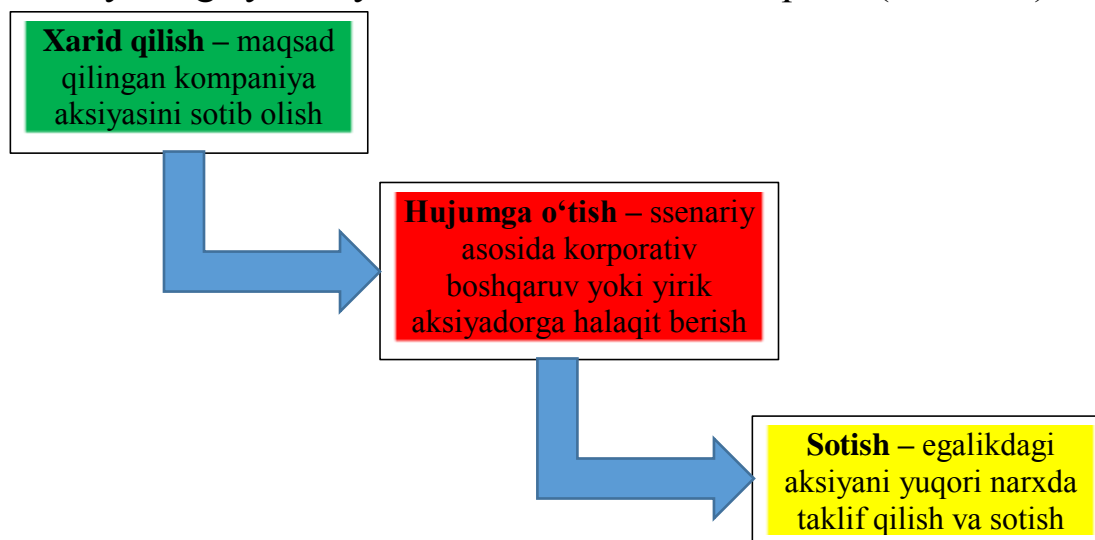 Xarid qilish – maqsad
qilingan kompaniya
aksiyasini sotib olish
Hujumga o‘tish – ssenariy
asosida korporativ
boshqaruv yoki yirik
aksiyadorga halaqit berish
Sotish – egalikdagi
aksiyani yuqori narxda
taklif qilish va sotish